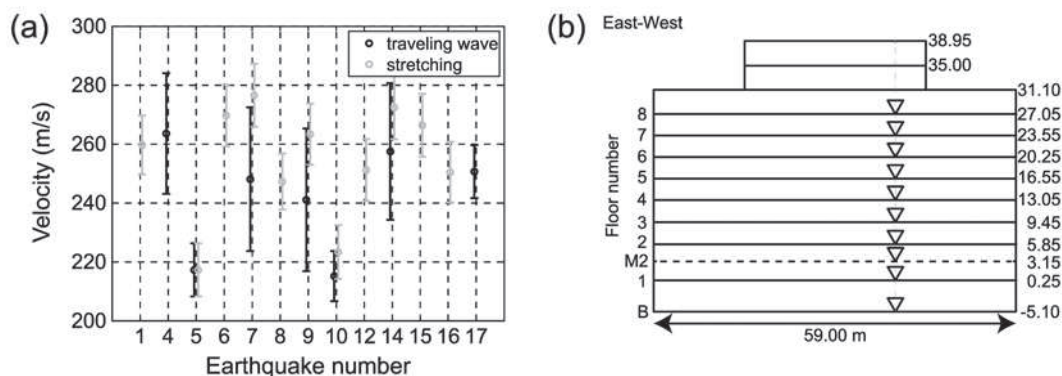 (a)
300
280
260
240
220
200
Velocity (m/s)
traveling wave
stretching
1 4 5 6 7 8 9 10 12 14 15 16 17
Earthquake number
(b) East-West
38.95
35.00
31.10
8 27.05
7 23.55
6 20.25
5 16.55
4 13.05
3 9.45
2 5.85
M2 3.15
1 0.25
B -5.10
Floor number
59.00 m